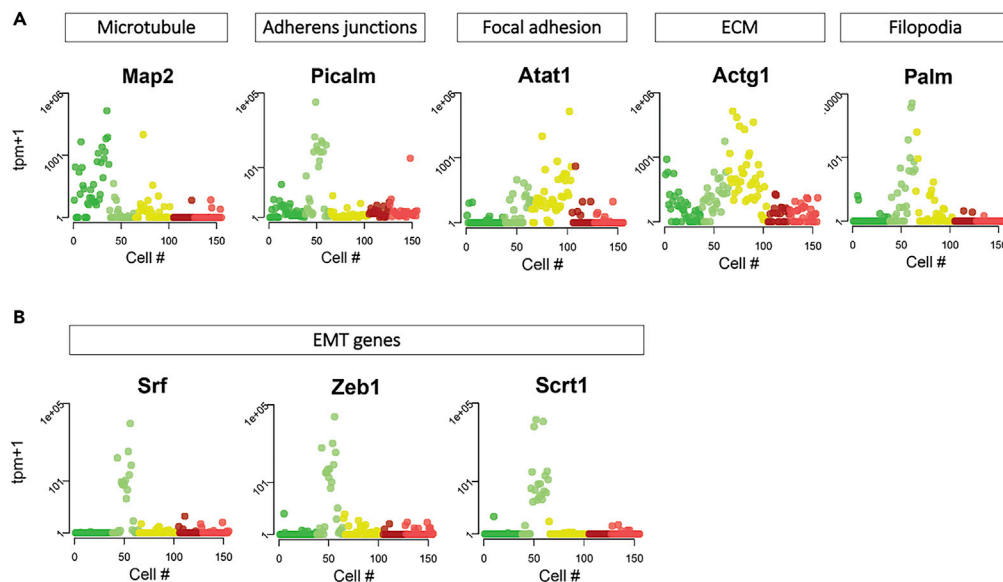 A
Microtubule
Adherens junctions
Focal adhesion
ECM
Filopodia
Map2
Picalm
Atat1
Actg1
Palm
tpm+1
1e+06
1001
1
0
50
100
150
Cell #
1e+05
101
1
0
50
100
150
Cell #
1e+06
1001
1
0
50
100
150
Cell #
1e+06
1001
1
0
50
100
150
Cell #
0000
101
1
0
50
100
150
Cell #
B
EMT genes
Srf
Zeb1
Scrt1
tpm+1
1e+05
101
1
0
50
100
150
Cell #
1e+05
101
1
0
50
100
150
Cell #
1e+05
101
1
0
50
100
150
Cell #